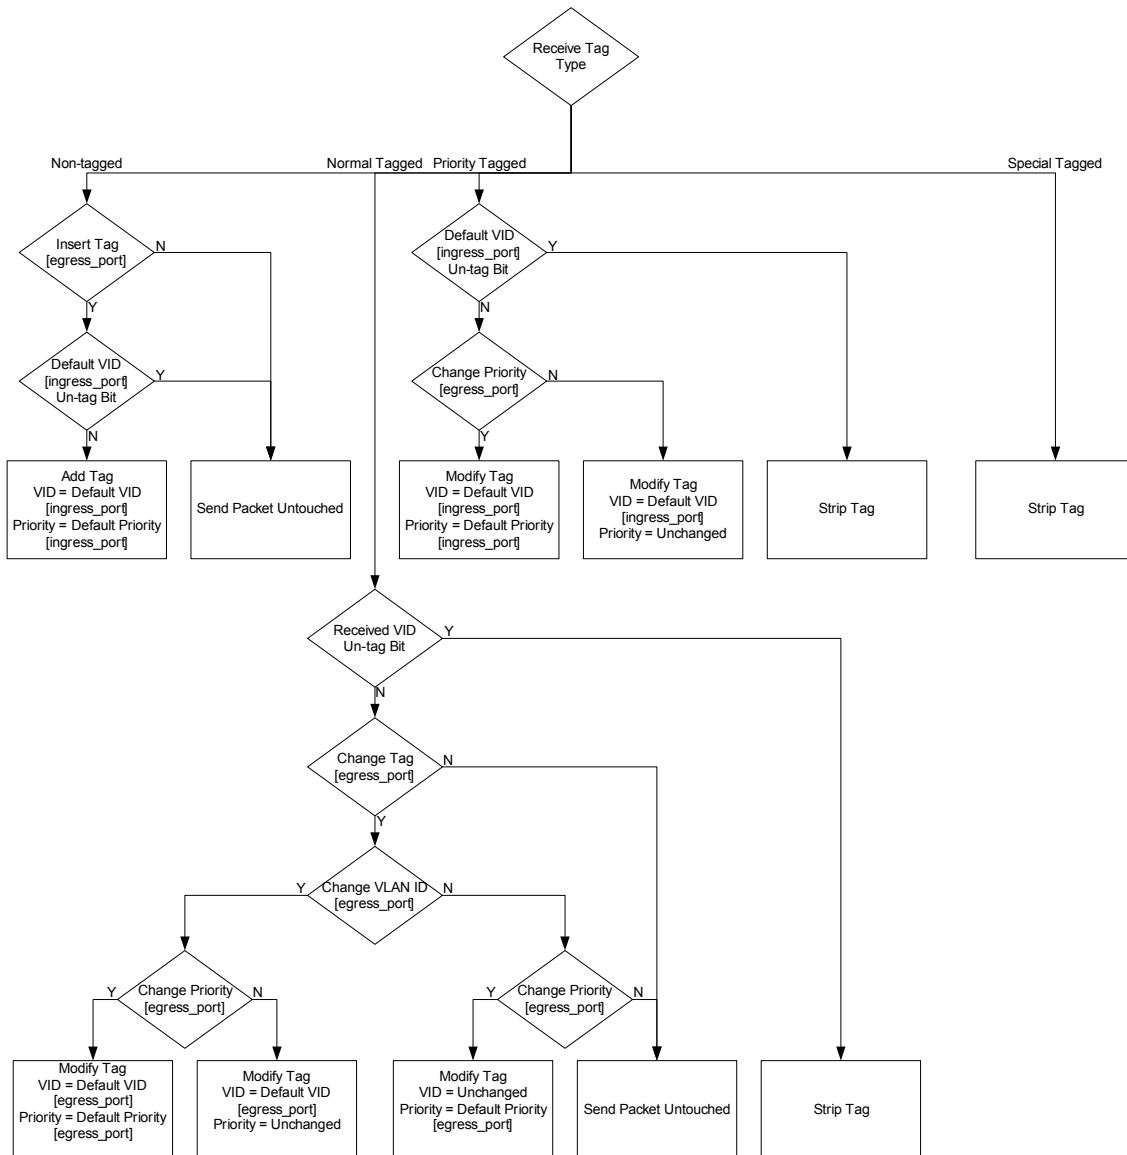 Receive Tag
Type
Non-tagged
Normal Tagged
Priority Tagged
Special Tagged
Insert Tag
[egress_port]
N
Y
Default VID
[ingress_port]
Un-tag Bit
Y
N
Default VID
[ingress_port]
Un-tag Bit
Y
N
Change Priority
[egress_port]
N
Y
Add Tag
VID = Default VID
[ingress_port]
Priority = Default Priority
[ingress_port]
Send Packet Untouched
Modify Tag
VID = Default VID
[ingress_port]
Priority = Default Priority
[ingress_port]
Modify Tag
VID = Default VID
[ingress_port]
Priority = Unchanged
Strip Tag
Strip Tag
Received VID
Un-tag Bit
Y
N
Change Tag
[egress_port]
N
Y
Y
Change VLAN ID
[egress_port]
N
Y
Change Priority
[egress_port]
N
Y
Change Priority
[egress_port]
N
Modify Tag
VID = Default VID
[egress_port]
Priority = Default Priority
[egress_port]
Modify Tag
VID = Default VID
[egress_port]
Priority = Unchanged
Modify Tag
VID = Unchanged
Priority = Default Priority
[egress_port]
Send Packet Untouched
Strip Tag